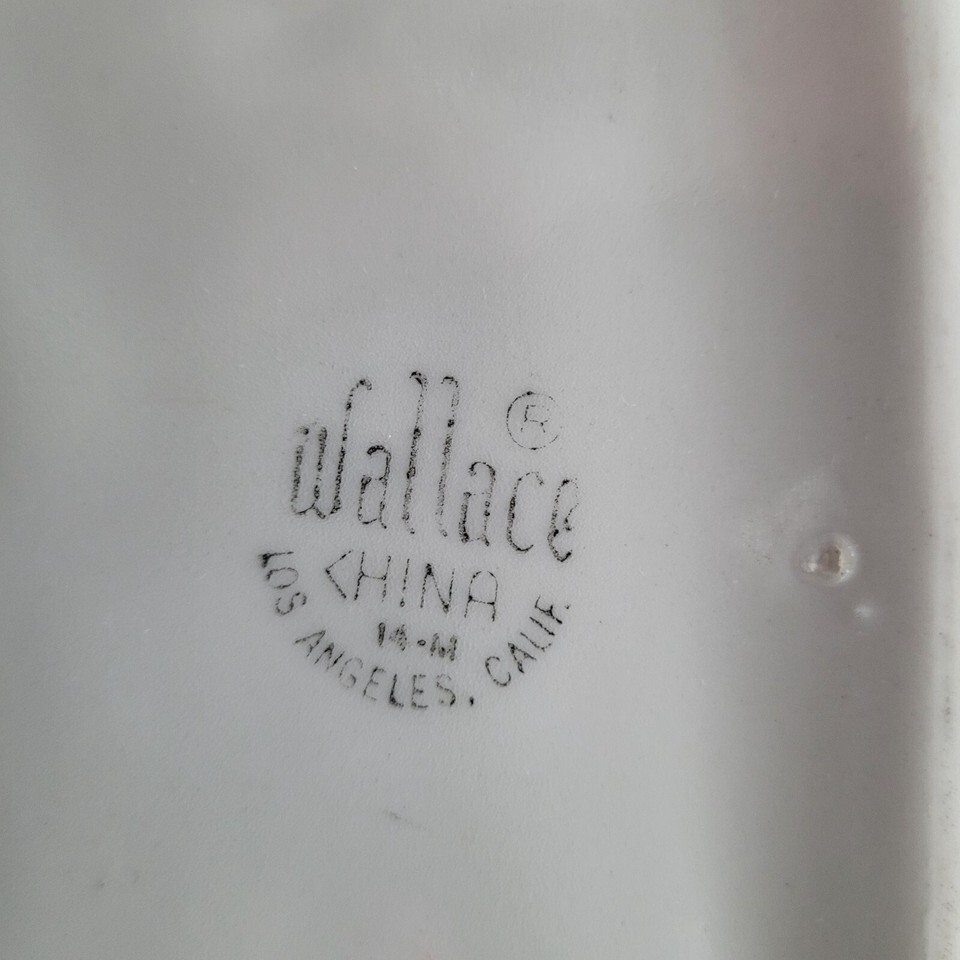 Wallace ®
CHINA
14-M
LOS ANGELES, CALIF.